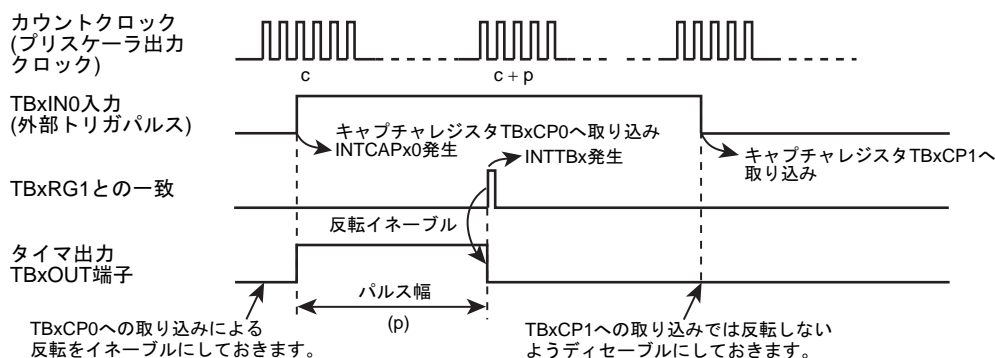 カウントクロック
(プリスケーラ出力
クロック)
c
c + p
TBxIN0入力
(外部トリガパルス)
キャプチャレジスタTBxCP0へ取り込み
INTCAPx0発生
INTTBx発生
キャプチャレジスタTBxCP1へ
取り込み
TBxRG1との一致
反転イネーブル
タイマ出力
TBxOUT端子
パルス幅
(p)
TBxCP0への取り込みによる
反転をイネーブルにしておきます。
TBxCP1への取り込みでは反転しない
ようディセーブルにしておきます。